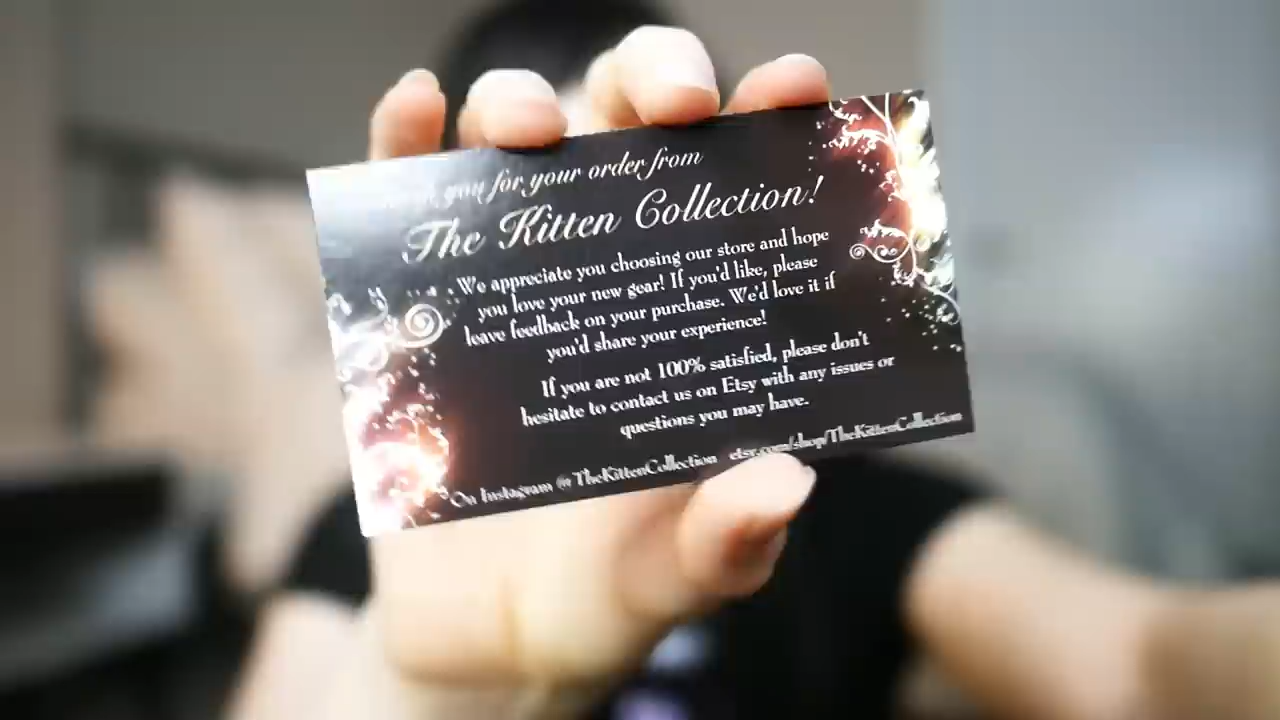 you for your order from
The Kitten Collection!
We appreciate you choosing our store and hope
you love your new gear! If you'd like, please
leave feedback on your purchase. We'd love it if
you'd share your experience!
If you are not 100% satisfied, please don't
hesitate to contact us on Etsy with any issues or
questions you may have.
On Instagram @TheKittenCollection etsy.com/shop/TheKittenCollection